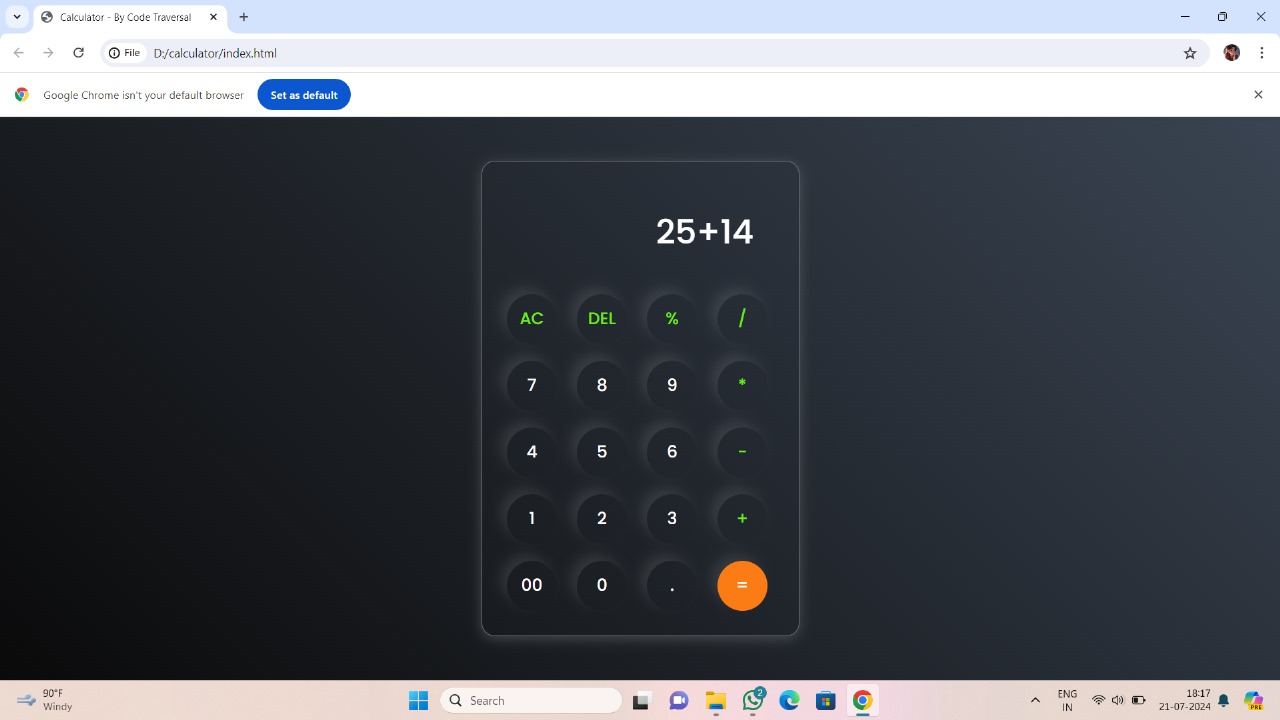 Calculator - By Code Traversal
File
D:/calculator/index.html
Google Chrome isn't your default browser
Set as default
25+14
AC DEL % /
7 8 9 *
4 5 6 -
1 2 3 +
00 0 . =
90°F
Windy
Search
2
PRE
ENG
IN
18:17
21-07-2024